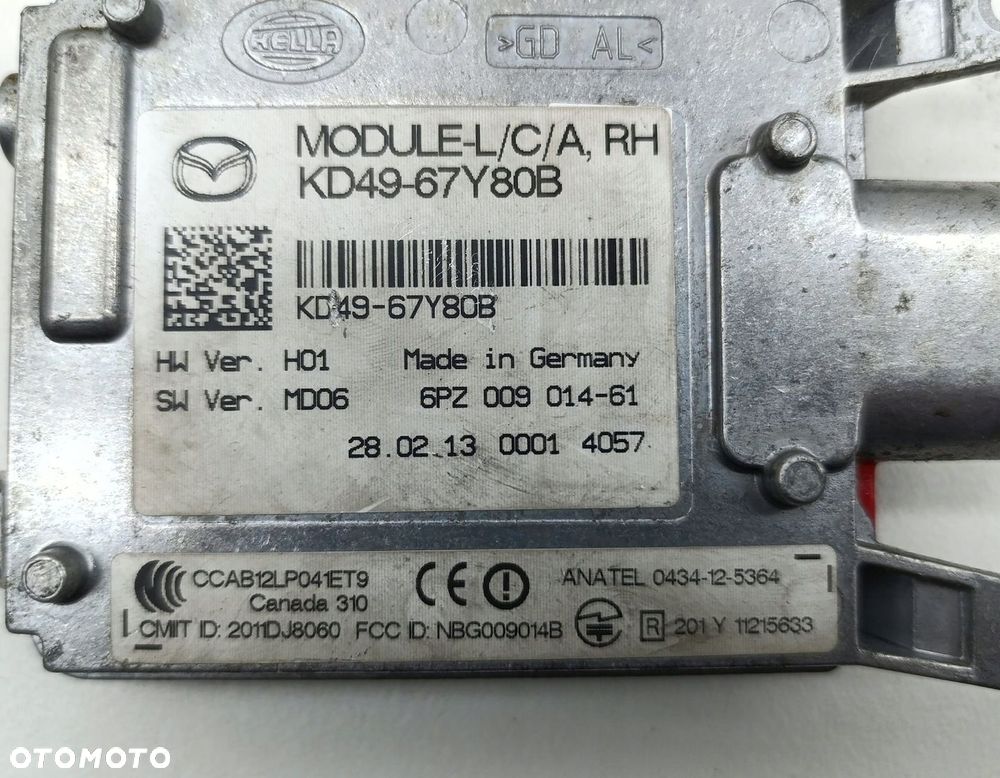 HELLA
>GD AL<
MODULE-L/C/A, RH
KD49-67Y80B
KD49-67Y80B
HW Ver. H01 Made in Germany
SW Ver. MD06 6PZ 009 014-61
28.02.13 0001 4057
CCAB12LP041ET9
Canada 310
CE
ANATEL 0434-12-5364
CMIIT ID: 2011DJ8060 FCC ID: NBG009014B
R 201 Y 11215633
OTOMOTO